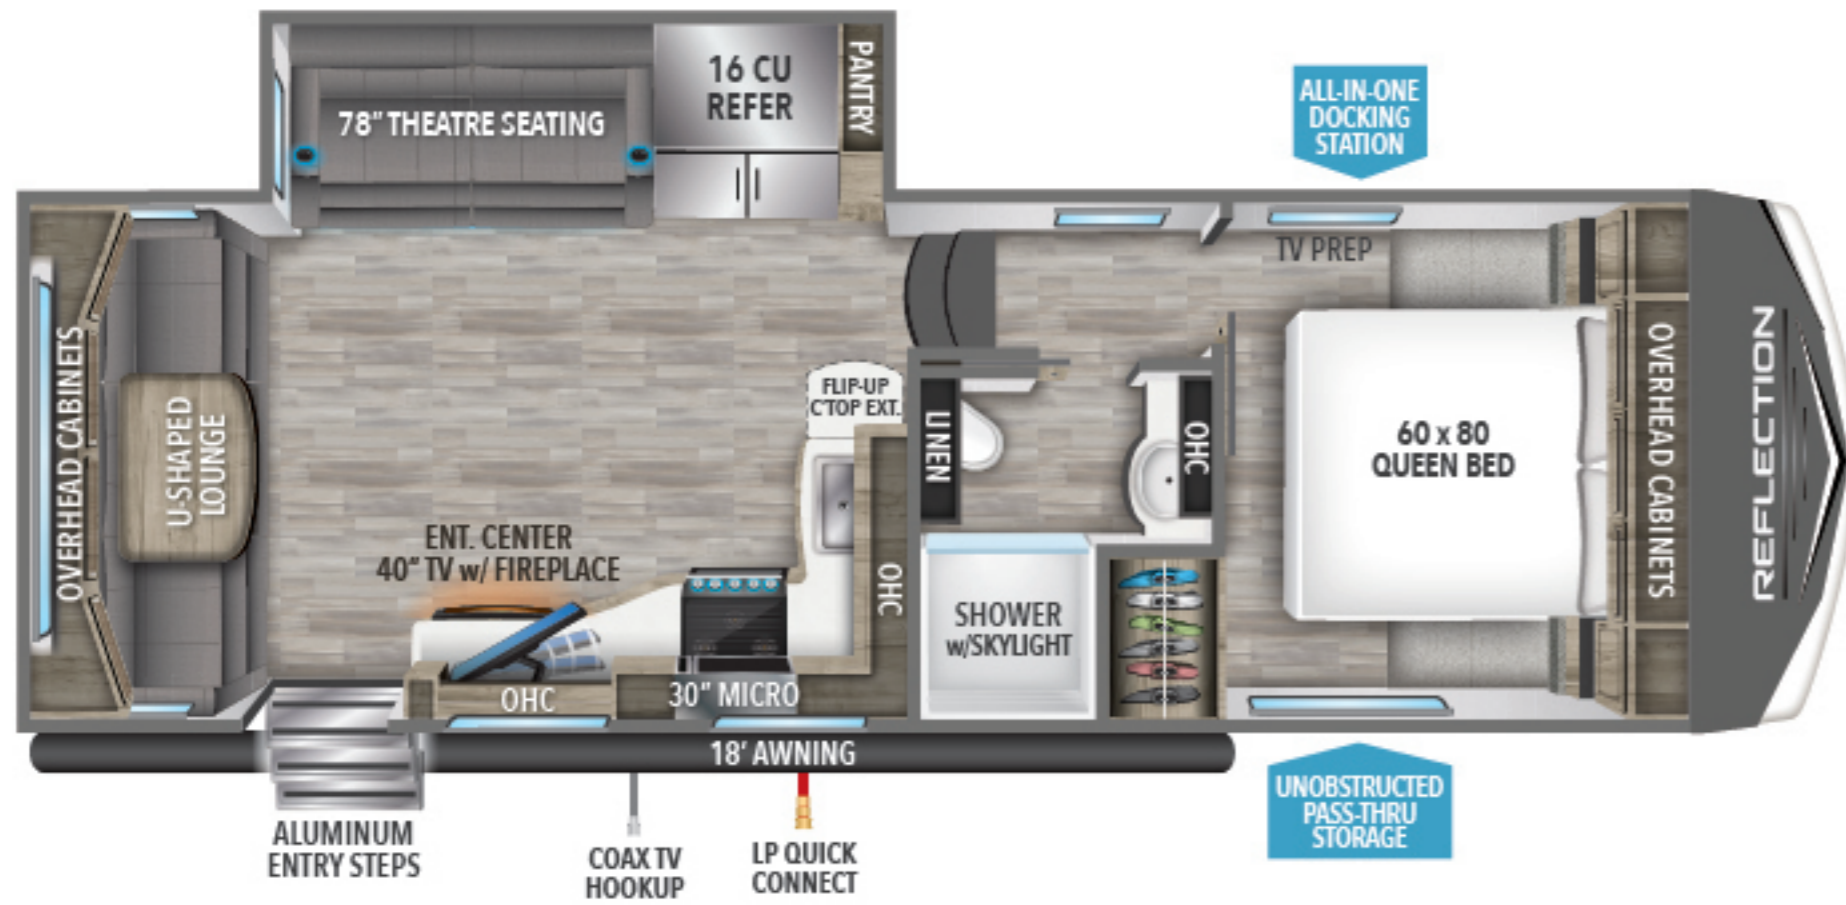 16 CU
REFER
PANTRY
78" THEATRE SEATING
ALL-IN-ONE
DOCKING
STATION
TV PREP
OVERHEAD CABINETS
U-SHAPED
LOUNGE
FLIP-UP
C'TOP EXT.
LINEN
OHC
60 x 80
QUEEN BED
OVERHEAD CABINETS
REFLECTION
ENT. CENTER
40" TV w/ FIREPLACE
OHC
SHOWER
w/SKYLIGHT
OHC
30" MICRO
18' AWNING
ALUMINUM
ENTRY STEPS
COAX TV
HOOKUP
LP QUICK
CONNECT
UNOBSTRUCTED
PASS-THRU
STORAGE